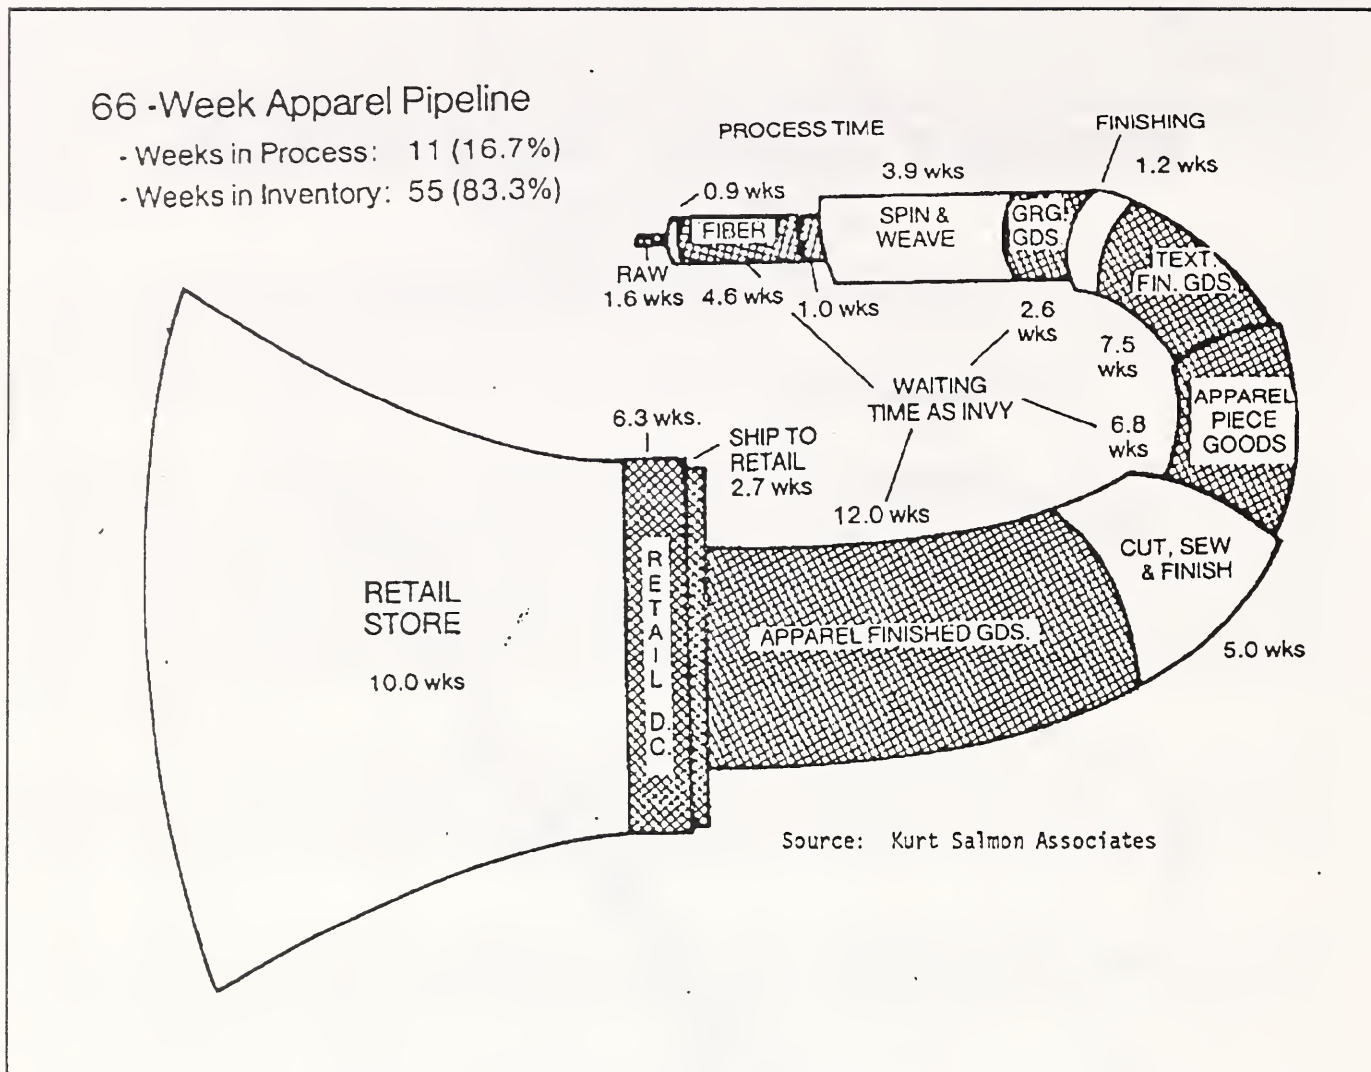 66 -Week Apparel Pipeline
- Weeks in Process: 11 (16.7%)
- Weeks in Inventory: 55 (83.3%)
PROCESS TIME
FINISHING
1.2 wks
3.9 wks
0.9 wks
FIBER
SPIN &
WEAVE
GRG.
GDS.
TEXT.
FIN. GDS.
RAW
1.6 wks
4.6 wks
1.0 wks
2.6
wks
7.5
wks
WAITING
TIME AS INVY
APPAREL
PIECE
GOODS
6.8
wks
6.3 wks.
SHIP TO
RETAIL
2.7 wks
12.0 wks
CUT, SEW
& FINISH
5.0 wks
RETAIL
STORE
10.0 wks
RETAIL D.C.
APPAREL FINISHED GDS.
Source: Kurt Salmon Associates